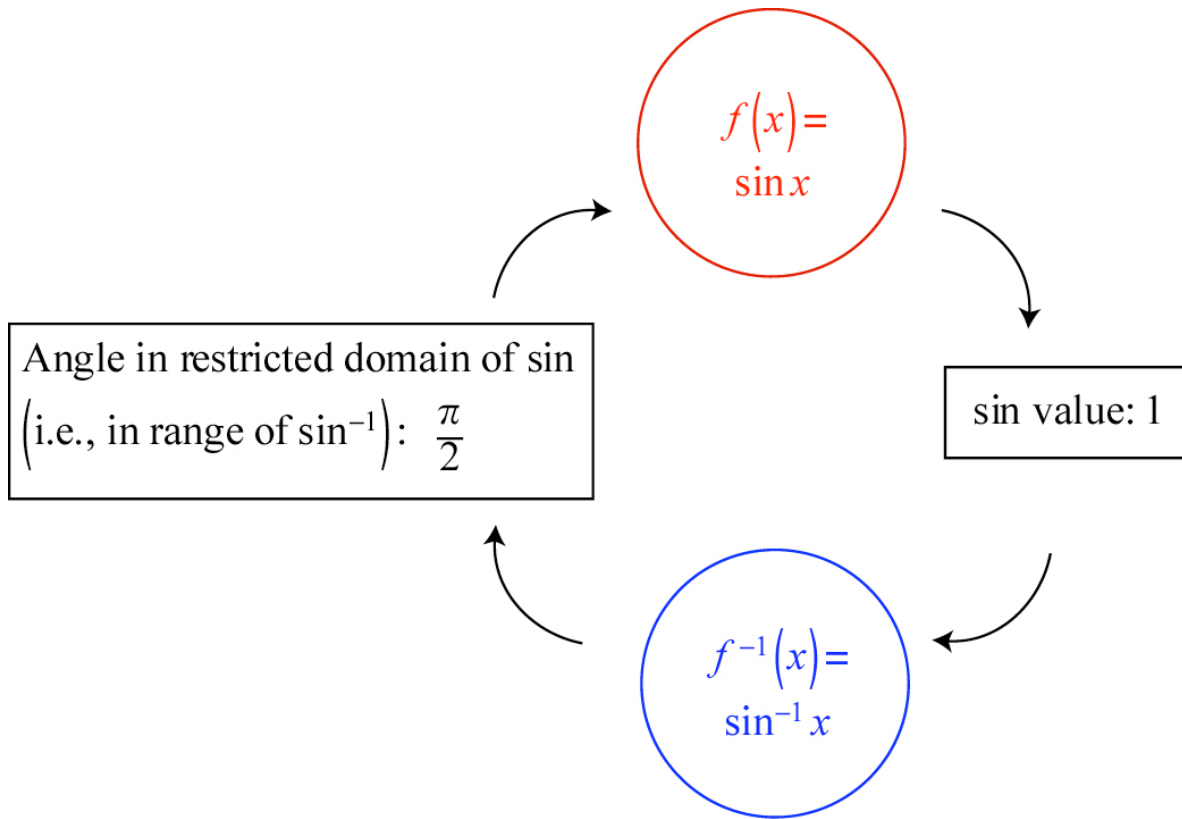 f(x)=
sin x
Angle in restricted domain of sin
(i.e., in range of sin⁻¹): π/2
sin value: 1
f⁻¹(x)=
sin⁻¹ x